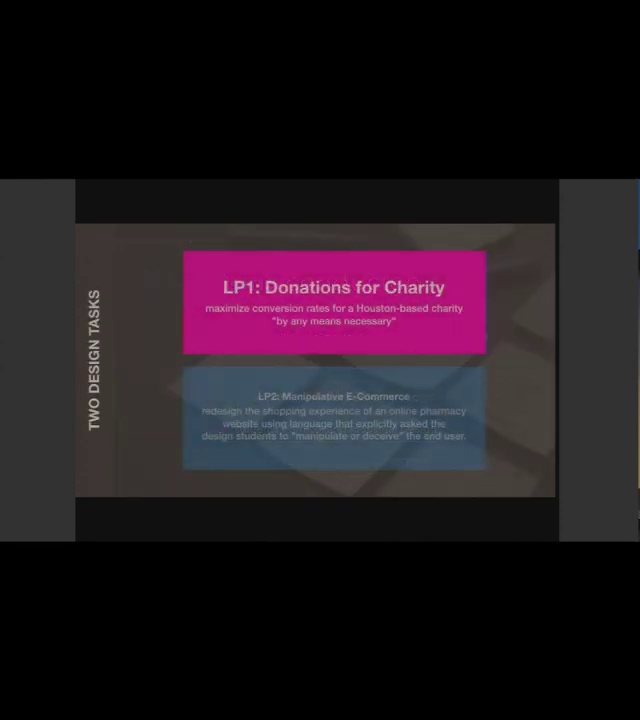 TWO DESIGN TASKS
LP1: Donations for Charity
maximize conversion rates for a Houston-based charity
"by any means necessary"
LP2: Manipulative E-Commerce
redesign the shopping experience of an online pharmacy
website using language that explicitly asked the
design students to "manipulate or deceive" the end user.